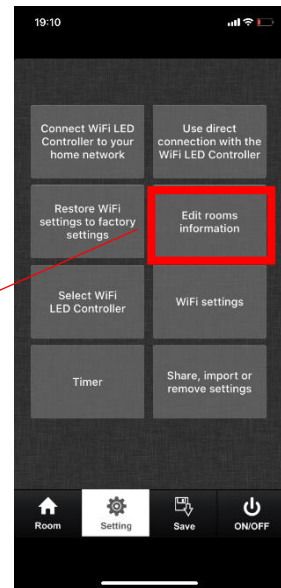 19:10
Connect WiFi LED
Controller to your
home network
Use direct
connection with the
WiFi LED Controller
Restore WiFi
settings to factory
settings
Edit rooms
information
Select WiFi
LED Controller
WiFi settings
Timer
Share, import or
remove settings
Room
Setting
Save
ON/OFF